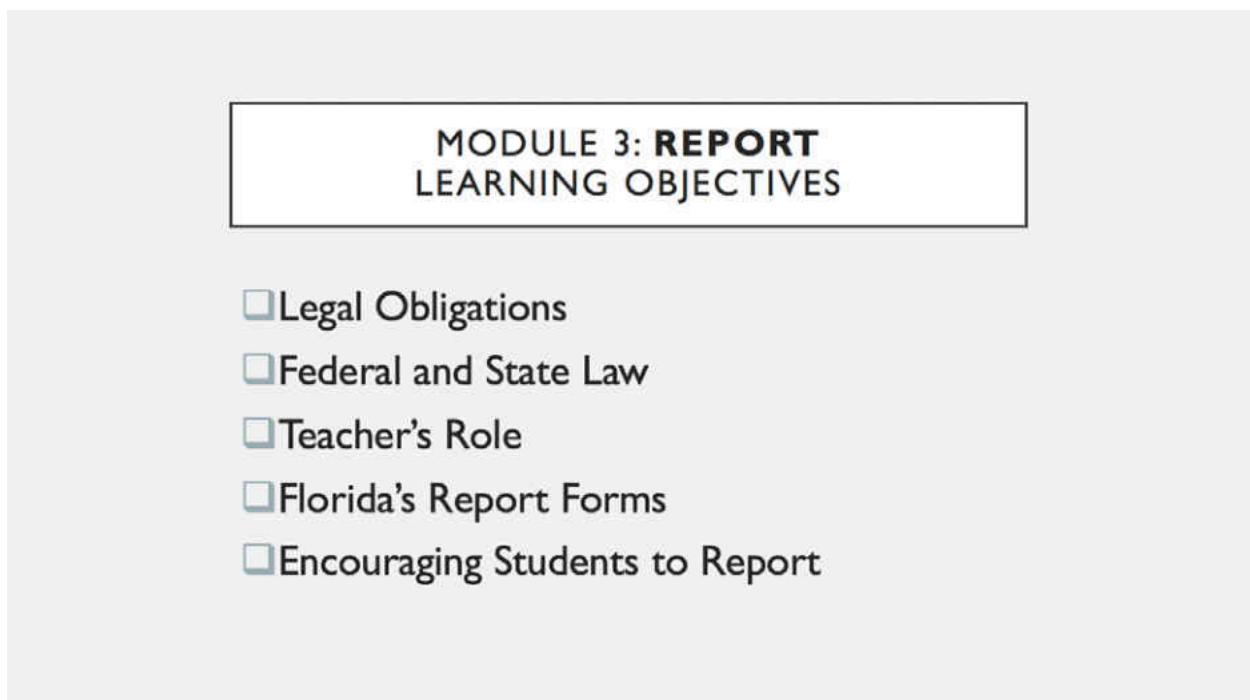 MODULE 3: REPORT
LEARNING OBJECTIVES
Legal Obligations
Federal and State Law
Teacher's Role
Florida's Report Forms
Encouraging Students to Report